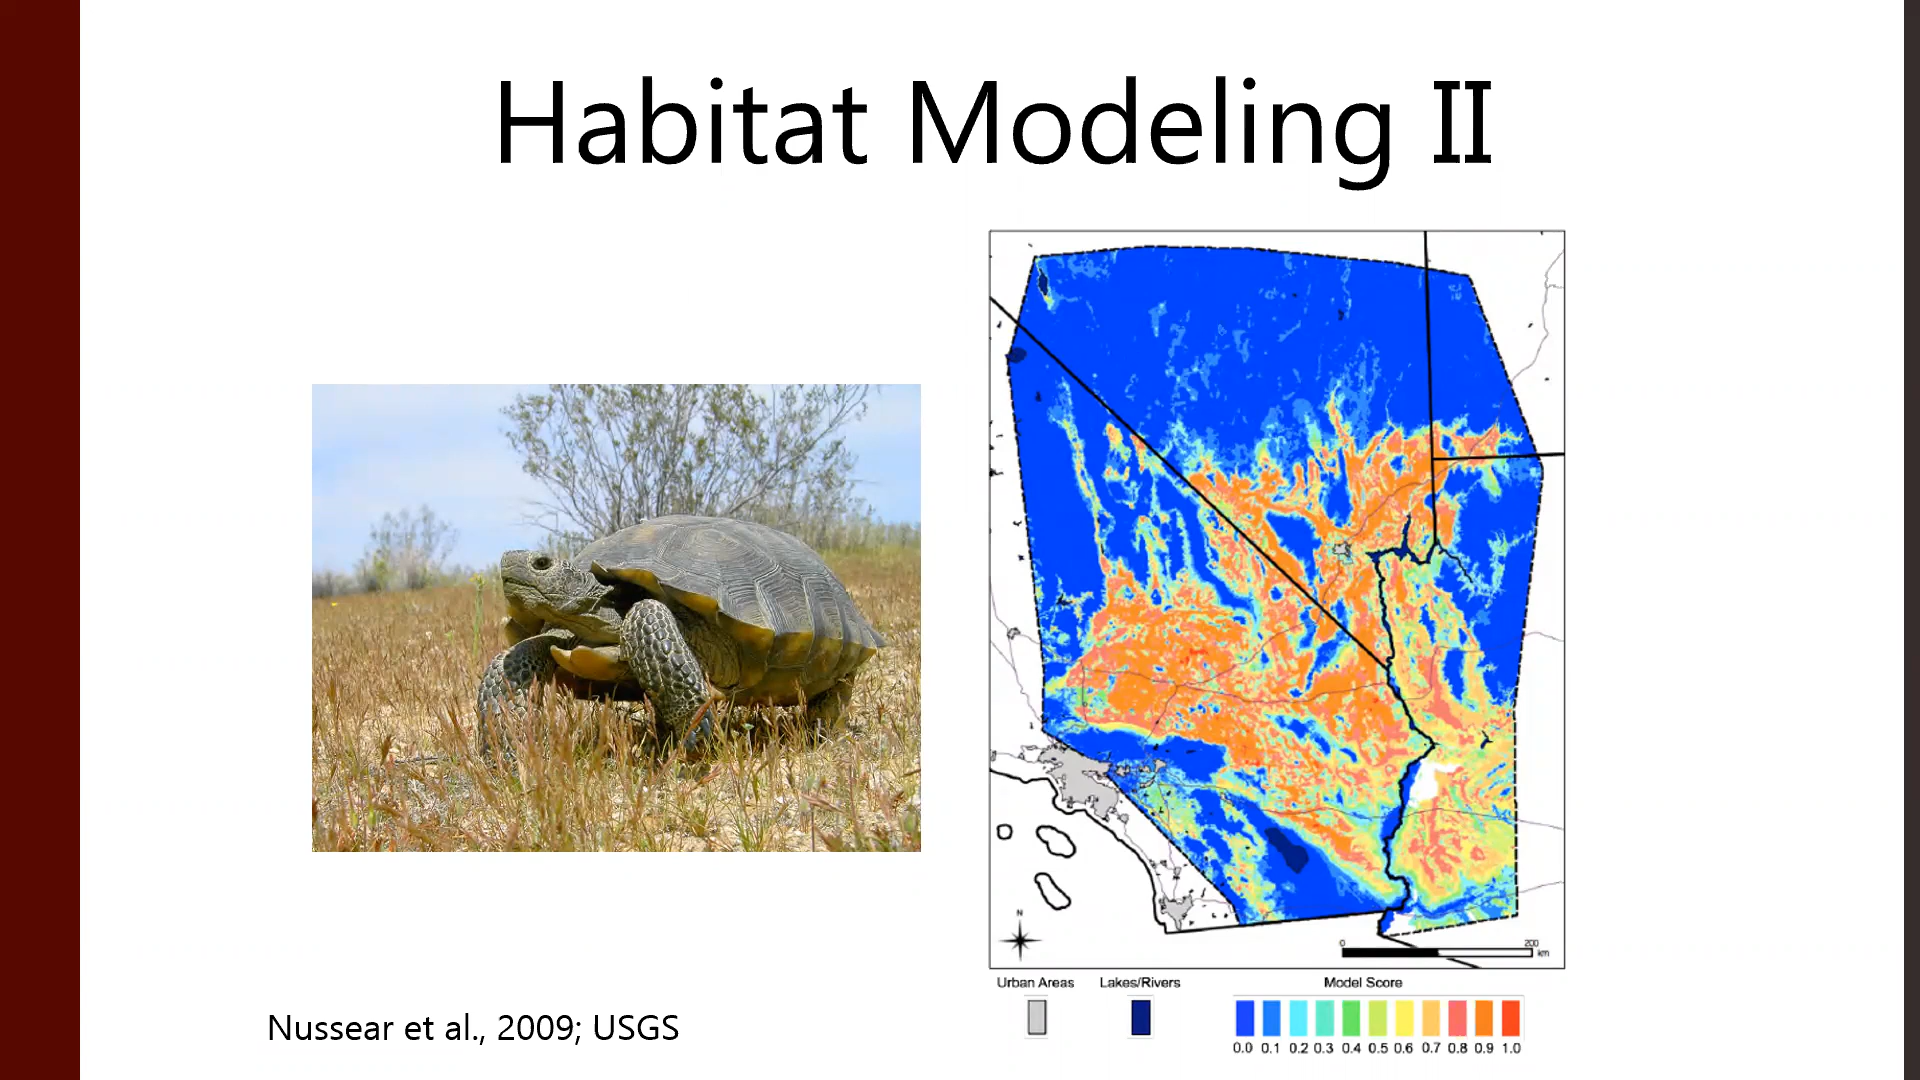 Habitat Modeling II
N
0 200
km
Urban Areas Lakes/Rivers Model Score
0.0 0.1 0.2 0.3 0.4 0.5 0.6 0.7 0.8 0.9 1.0
Nussear et al., 2009; USGS